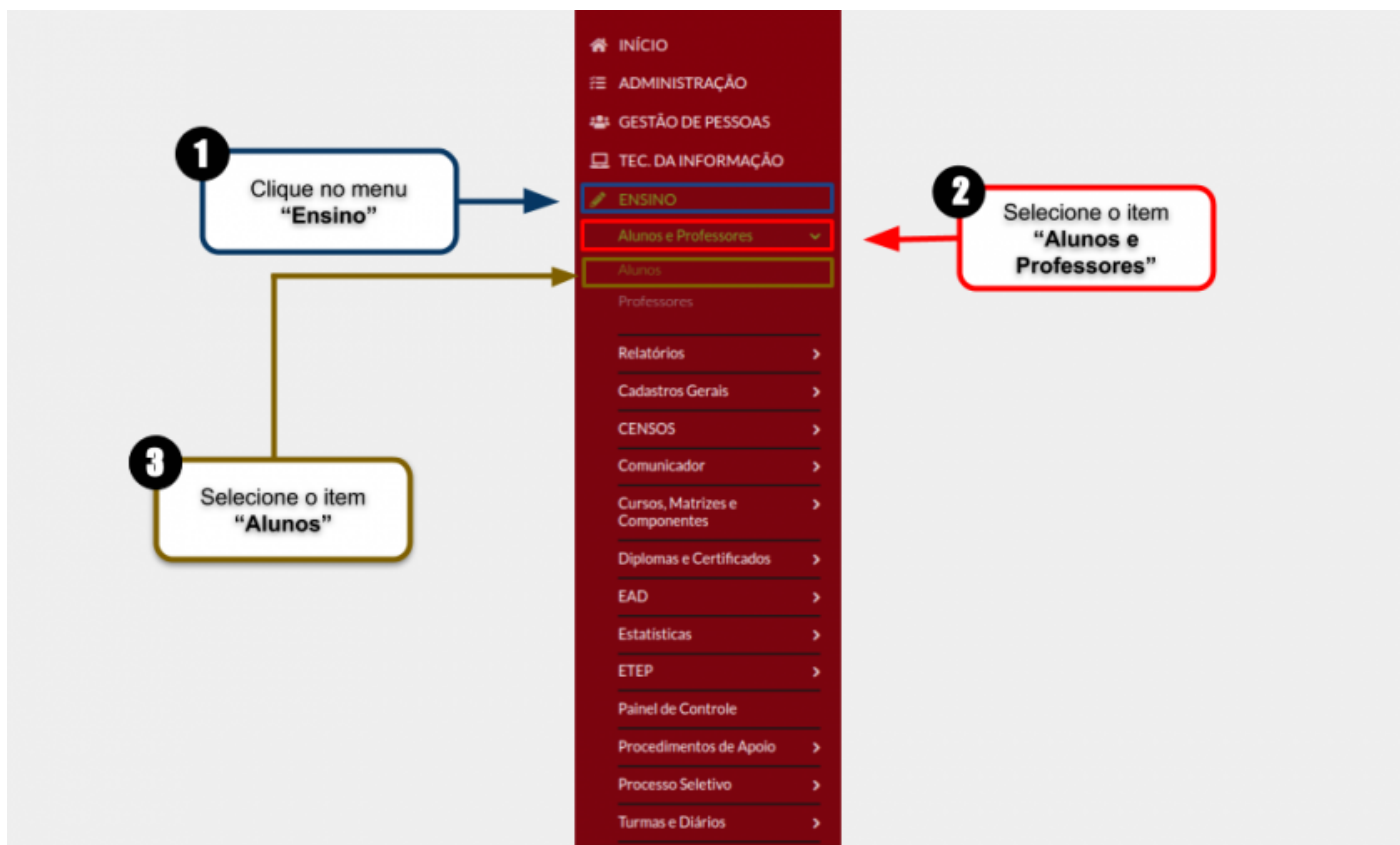 INÍCIO
ADMINISTRAÇÃO
GESTÃO DE PESSOAS
TEC. DA INFORMAÇÃO
1
Clique no menu
“Ensino”
ENSINO
2
Selecione o item
“Alunos e
Professores”
Alunos e Professores
Alunos
Professores
Relatórios
Cadastros Gerais
CENSOS
Comunicador
3
Selecione o item
“Alunos”
Cursos, Matrizes e
Componentes
Diplomas e Certificados
EAD
Estatísticas
ETEP
Painel de Controle
Procedimentos de Apoio
Processo Seletivo
Turmas e Diários